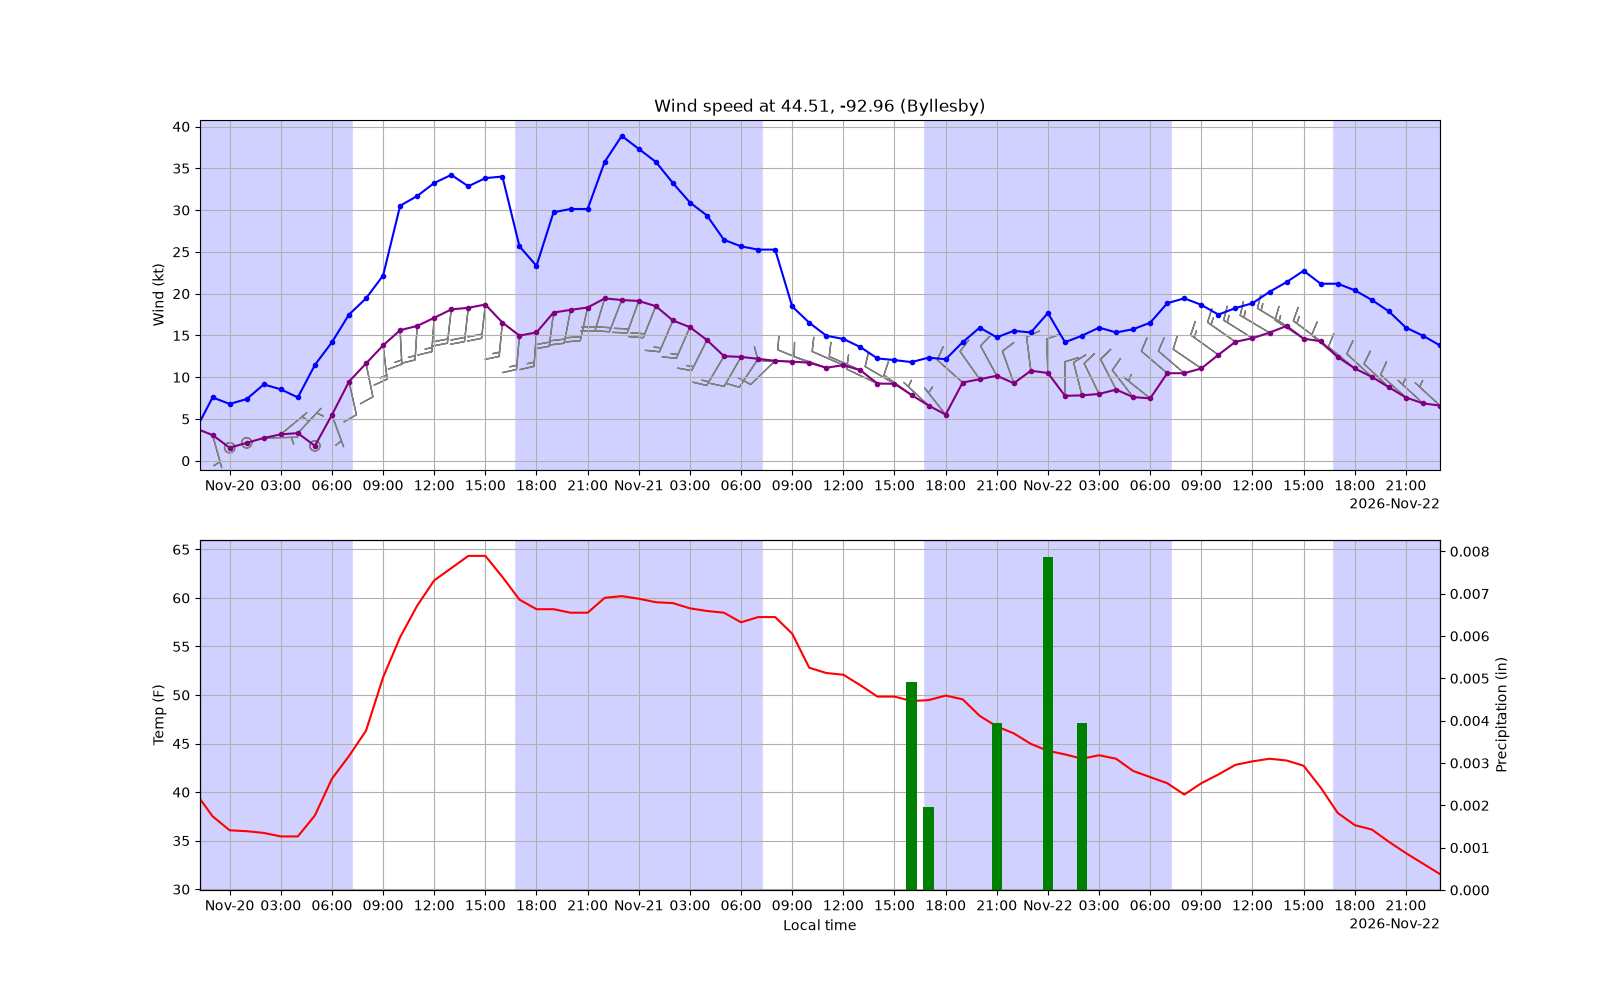 Wind speed at 44.51, -92.96 (Byllesby)
Wind (kt)
40
35
30
25
20
15
10
5
0
Nov-20 03:00 06:00 09:00 12:00 15:00 18:00 21:00 Nov-21 03:00 06:00 09:00 12:00 15:00 18:00 21:00 Nov-22 03:00 06:00 09:00 12:00 15:00 18:00 21:00
2026-Nov-22
Temp (F)
65
60
55
50
45
40
35
30
0.008
0.007
0.006
0.005
0.004
0.003
0.002
0.001
0.000
Precipitation (in)
Nov-20 03:00 06:00 09:00 12:00 15:00 18:00 21:00 Nov-21 03:00 06:00 09:00 12:00 15:00 18:00 21:00 Nov-22 03:00 06:00 09:00 12:00 15:00 18:00 21:00
2026-Nov-22
Local time